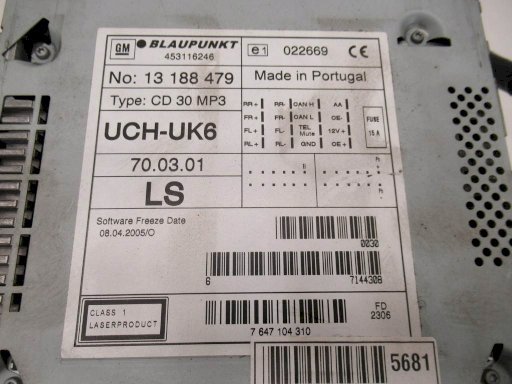 GM BLAUPUNKT
453116246
e1 022669 CE
No: 13 188 479
Made in Portugal
Type: CD 30 MP3
UCH-UK6
RR+ RR- CAN H AA
FR+ FR- CAN L CE-
FL+ FL- TEL Mute 12V+
RL+ RL- GND CE+
FUSE
15 A
70.03.01
LS
Software Freeze Date
08.04.2005/O
0030
6 7144308
CLASS 1
LASERPRODUCT
7 647 104 310
FD
2306
5681